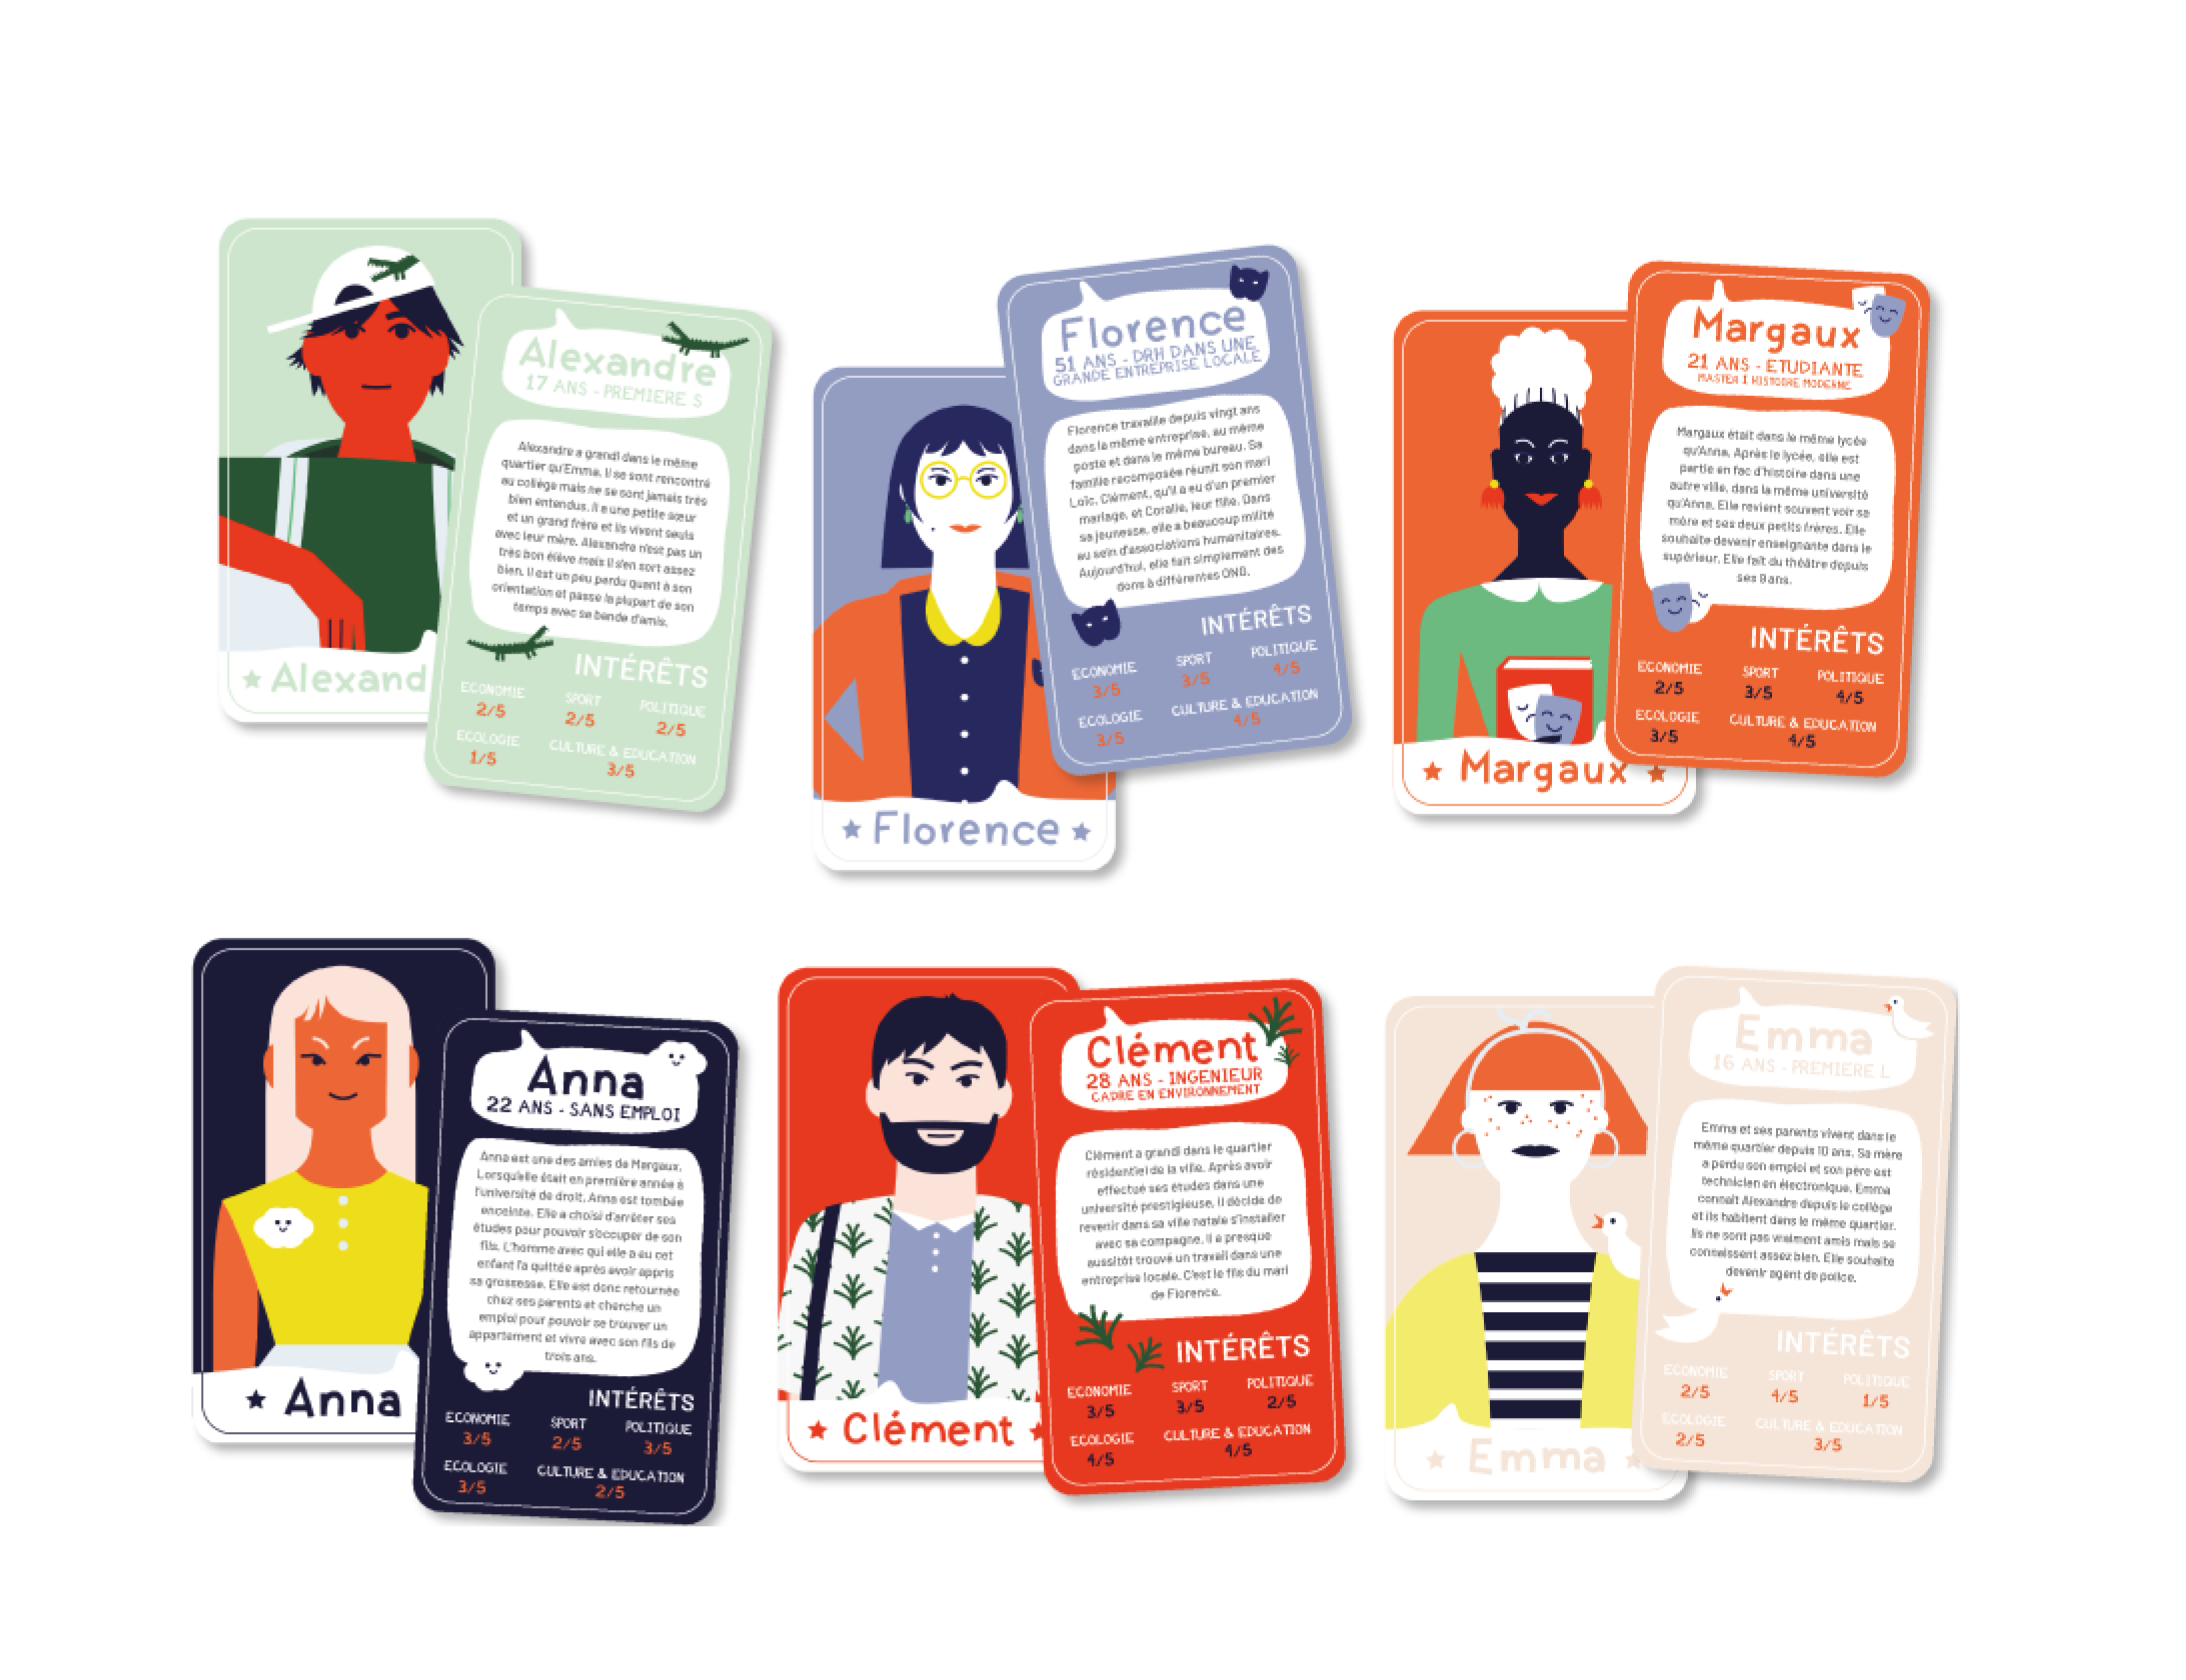 ★ Alexand
Alexandre
17 ANS - PREMIERE S
Alexandre a grandi dans le même
quartier qu'Emma. Il se sont rencontré
au collège mais ne se sont jamais très
bien entendus. Il a une petite sœur
et un grand frère et ils vivent seuls
avec leur mère. Alexandre n'est pas un
très bon élève mais il s'en sort assez
bien. Il est un peu perdu quant à son
orientation et passe la plupart de son
temps avec sa bande d'amis.
INTÉRÊTS
ECONOMIE SPORT POLITIQUE
2/5 2/5 2/5
ECOLOGIE CULTURE & EDUCATION
1/5 3/5
★ Florence ★
Florence
51 ANS - DRH DANS UNE
GRANDE ENTREPRISE LOCALE
Florence travaille depuis vingt ans
dans la même entreprise, au même
poste et dans le même bureau. Sa
famille recomposée réunit son mari
Loïc, Clément, qu'il a eu d'un premier
mariage, et Coralie, leur fille. Dans
sa jeunesse, elle a beaucoup milité
au sein d'associations humanitaires.
Aujourd'hui, elle fait simplement des
dons à différentes ONG.
INTÉRÊTS
ECONOMIE SPORT POLITIQUE
3/5 3/5 4/5
ECOLOGIE CULTURE & EDUCATION
3/5 4/5
★ Margaux ★
Margaux
21 ANS - ETUDIANTE
MASTER 1 HISTOIRE MODERNE
Margaux était dans le même lycée
qu'Anna. Après le lycée, elle est
partie en fac d'histoire dans une
autre ville, dans la même université
qu'Anna. Elle revient souvent voir sa
mère et ses deux petits frères. Elle
souhaite devenir enseignante dans le
supérieur. Elle fait du théâtre depuis
ses 9 ans.
INTÉRÊTS
ECONOMIE SPORT POLITIQUE
2/5 3/5 4/5
ECOLOGIE CULTURE & EDUCATION
3/5 4/5
★ Anna
Anna
22 ANS - SANS EMPLOI
Anna est une des amies de Margaux.
Lorsqu'elle était en première année à
l'université de droit, Anna est tombée
enceinte. Elle a choisi d'arrêter ses
études pour pouvoir s'occuper de son
fils. L'homme avec qui elle a eu cet
enfant l'a quittée après avoir appris
sa grossesse. Elle est donc retournée
chez ses parents et cherche un
emploi pour pouvoir se trouver un
appartement et vivre avec son fils de
trois ans.
INTÉRÊTS
ECONOMIE SPORT POLITIQUE
3/5 2/5 3/5
ECOLOGIE CULTURE & EDUCATION
3/5 2/5
★ Clément ★
Clément
28 ANS - INGENIEUR
CADRE EN ENVIRONNEMENT
Clément a grandi dans le quartier
résidentiel de la ville. Après avoir
effectué ses études dans une
université prestigieuse, il décide de
revenir dans sa ville natale s'installer
avec sa compagne. Il a presque
aussitôt trouvé un travail dans une
entreprise locale. C'est le fils du mari
de Florence.
INTÉRÊTS
ECONOMIE SPORT POLITIQUE
3/5 3/5 2/5
ECOLOGIE CULTURE & EDUCATION
4/5 4/5
★ Emma ★
Emma
16 ANS - PREMIERE L
Emma et ses parents vivent dans le
même quartier depuis 10 ans. Sa mère
a perdu son emploi et son père est
technicien en électronique. Emma
connaît Alexandre depuis le collège
et ils habitent dans le même quartier.
Ils ne sont pas vraiment amis mais se
connaissent assez bien. Elle souhaite
devenir agent de police.
INTÉRÊTS
ECONOMIE SPORT POLITIQUE
2/5 4/5 1/5
ECOLOGIE CULTURE & EDUCATION
2/5 3/5